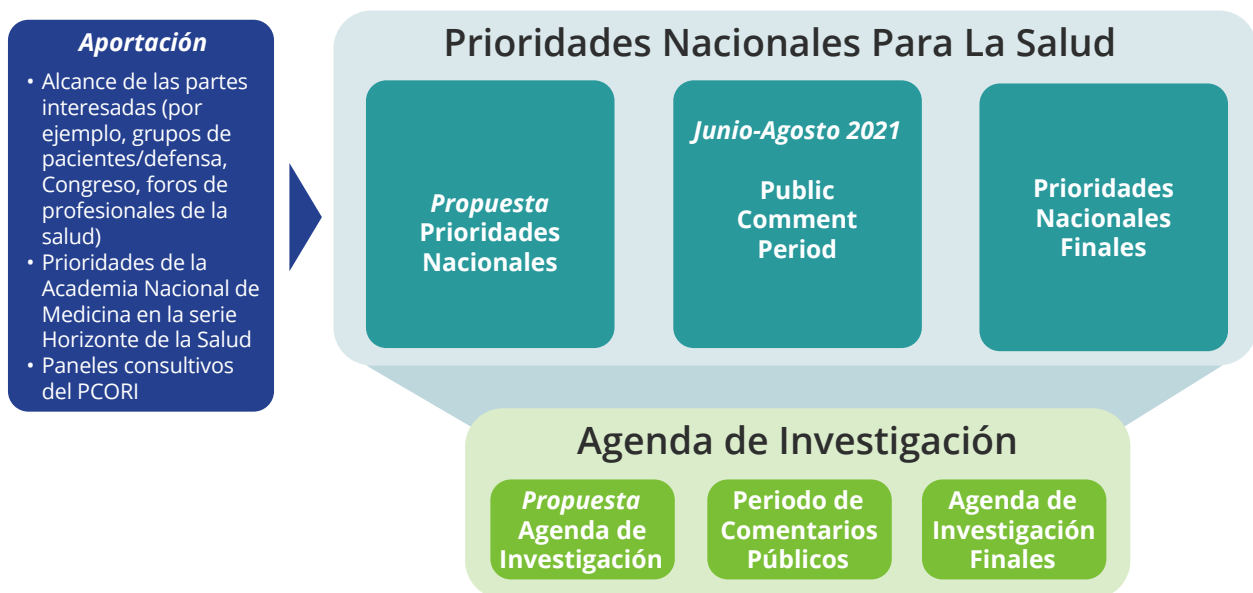 Aportación
• Alcance de las partes
interesadas (por
ejemplo, grupos de
pacientes/defensa,
Congreso, foros de
profesionales de la
salud)
• Prioridades de la
Academia Nacional de
Medicina en la serie
Horizonte de la Salud
• Paneles consultivos
del PCORI
Prioridades Nacionales Para La Salud
Propuesta
Prioridades
Nacionales
Junio-Agosto 2021
Public
Comment
Period
Prioridades
Nacionales
Finales
Agenda de Investigación
Propuesta
Agenda de
Investigación
Periodo de
Comentarios
Públicos
Agenda de
Investigación
Finales